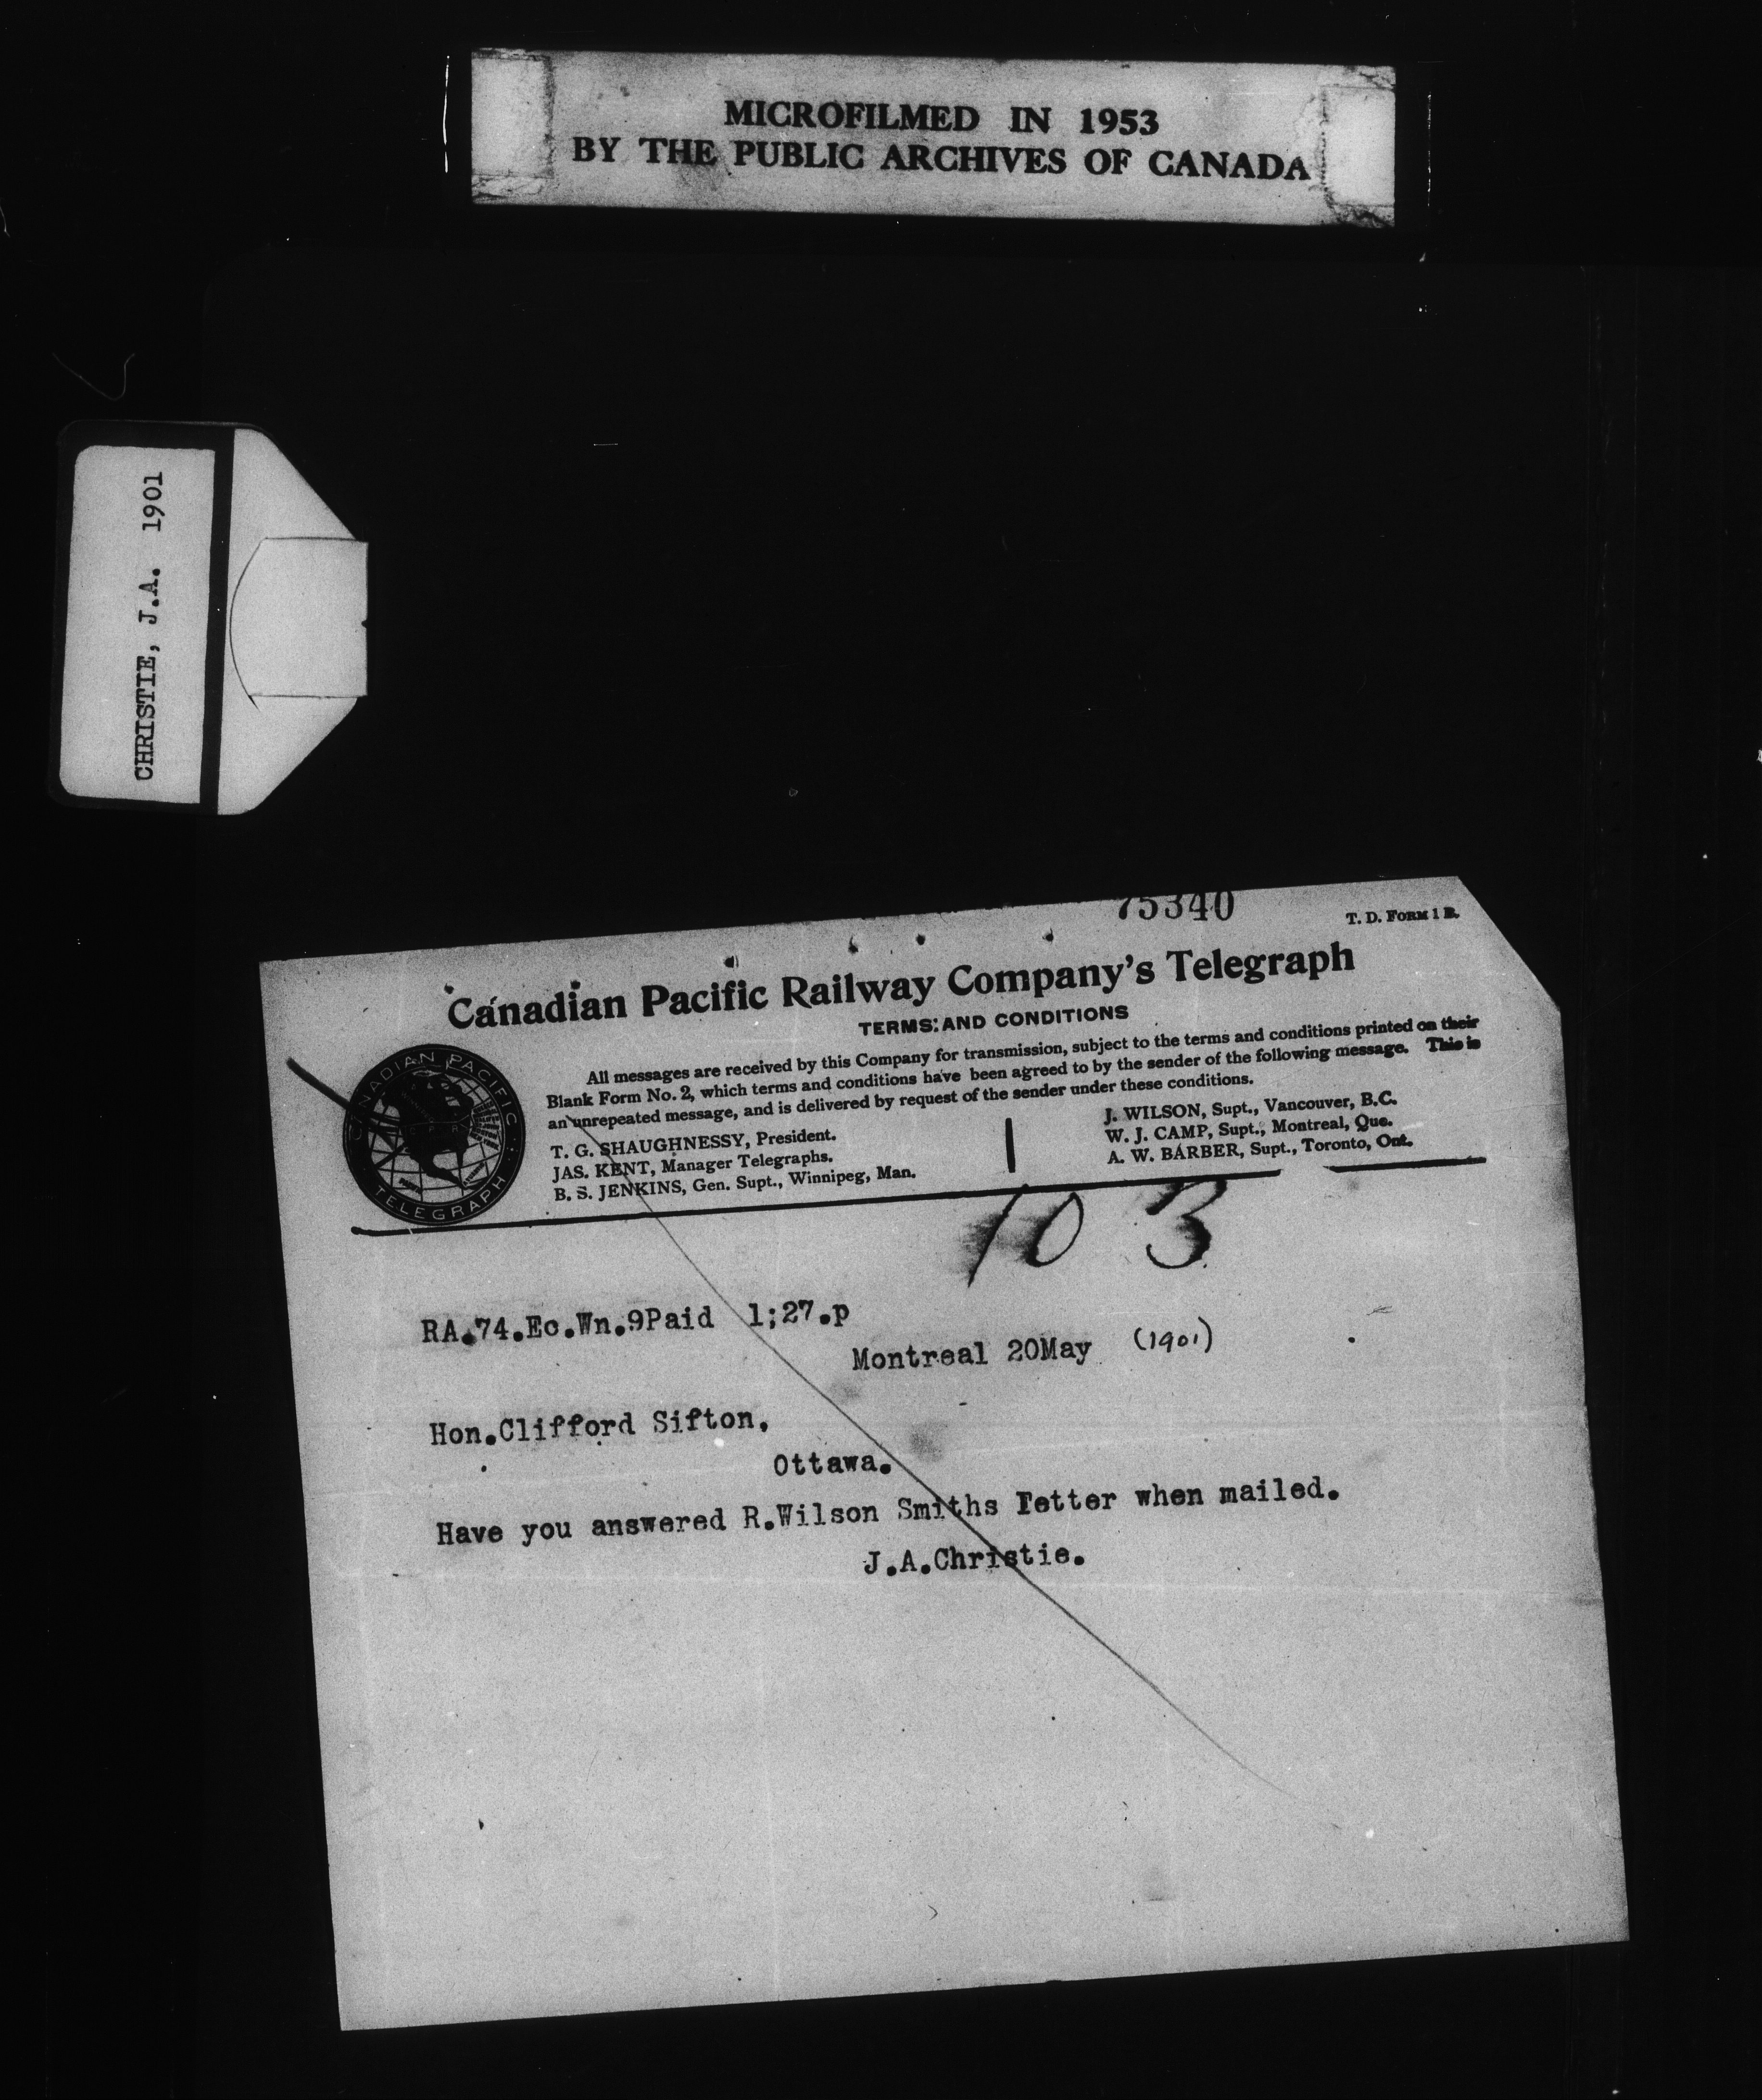 MICROFILMED IN 1953
BY THE PUBLIC ARCHIVES OF CANADA
CHRISTIE, J.A. 1901
75340
T. D. FORM 1 B.
Canadian Pacific Railway Company's Telegraph
TERMS AND CONDITIONS
All messages are received by this Company for transmission, subject to the terms and conditions printed on their
Blank Form No. 2, which terms and conditions have been agreed to by the sender of the following message. This is
an unrepeated message, and is delivered by request of the sender under these conditions.
CANADIAN PACIFIC
TELEGRAPH
T. G. SHAUGHNESSY, President.
JAS. KENT, Manager Telegraphs.
B. S. JENKINS, Gen. Supt., Winnipeg, Man.
J. WILSON, Supt., Vancouver, B.C.
W. J. CAMP, Supt., Montreal, Que.
A. W. BARBER, Supt., Toronto, Ont.
10 3
RA.74.Ec.Wn.9Paid 1;27.p
Montreal 20May (1901)
Hon.Clifford Sifton,
Ottawa.
Have you answered R.Wilson Smiths letter when mailed.
J.A.Christie.